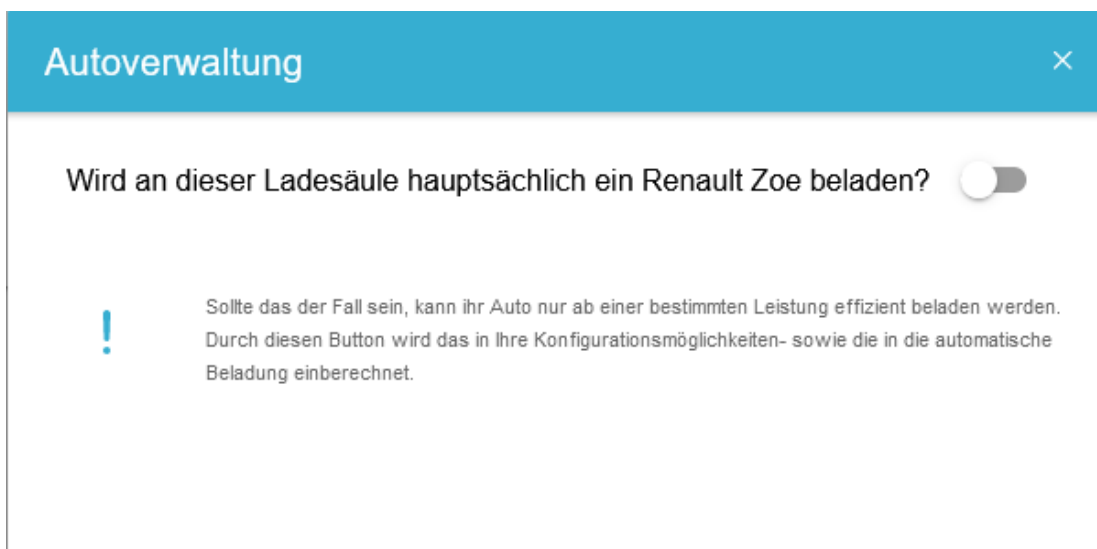 Autoverwaltung
Wird an dieser Ladesäule hauptsächlich ein Renault Zoe beladen?
Sollte das der Fall sein, kann ihr Auto nur ab einer bestimmten Leistung effizient beladen werden.
Durch diesen Button wird das in Ihre Konfigurationsmöglichkeiten- sowie die in die automatische
Beladung einberechnet.